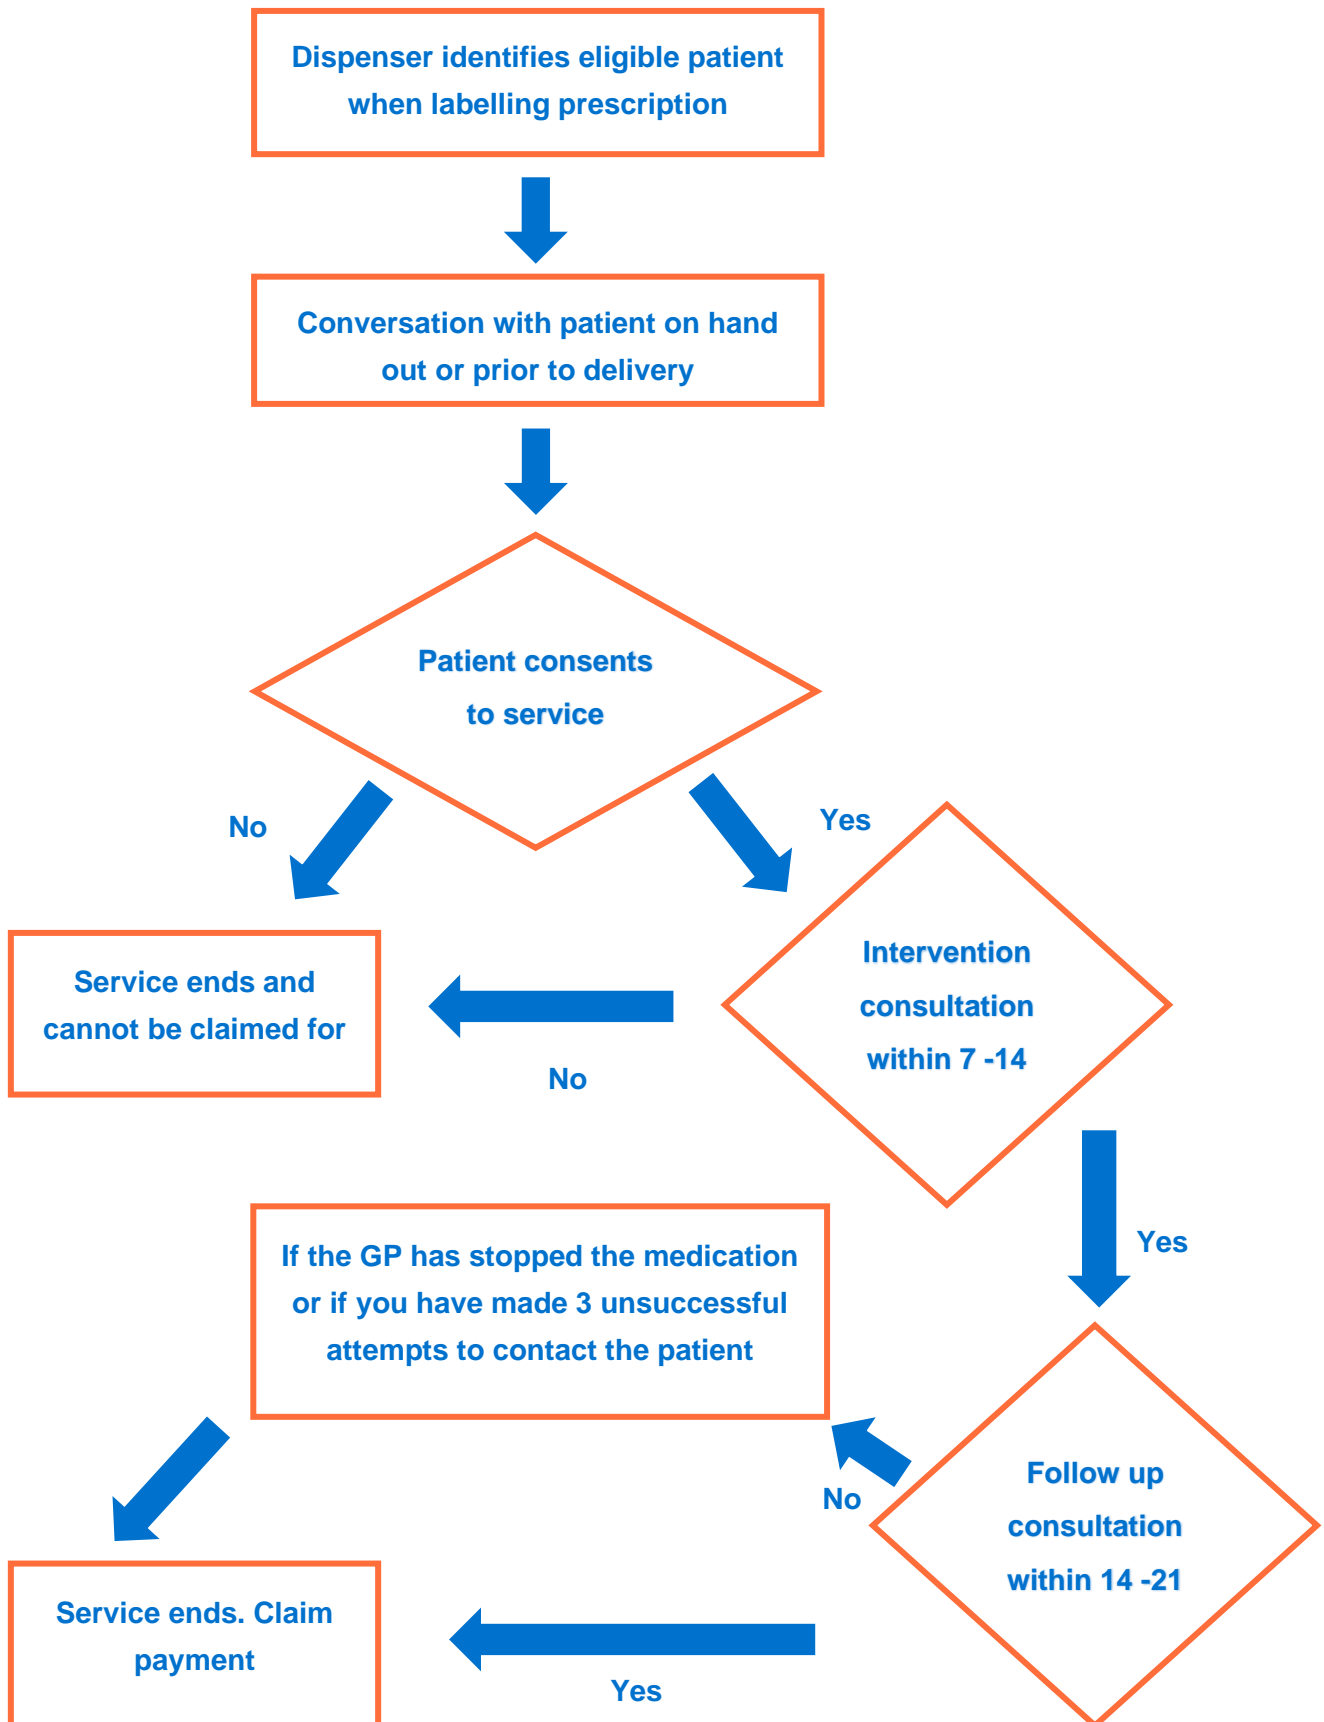 Dispenser identifies eligible patient
when labelling prescription
Conversation with patient on hand
out or prior to delivery
Patient consents
to service
No
Yes
Service ends and
cannot be claimed for
No
Intervention
consultation
within 7 -14
Yes
If the GP has stopped the medication
or if you have made 3 unsuccessful
attempts to contact the patient
No
Follow up
consultation
within 14 -21
Service ends. Claim
payment
Yes